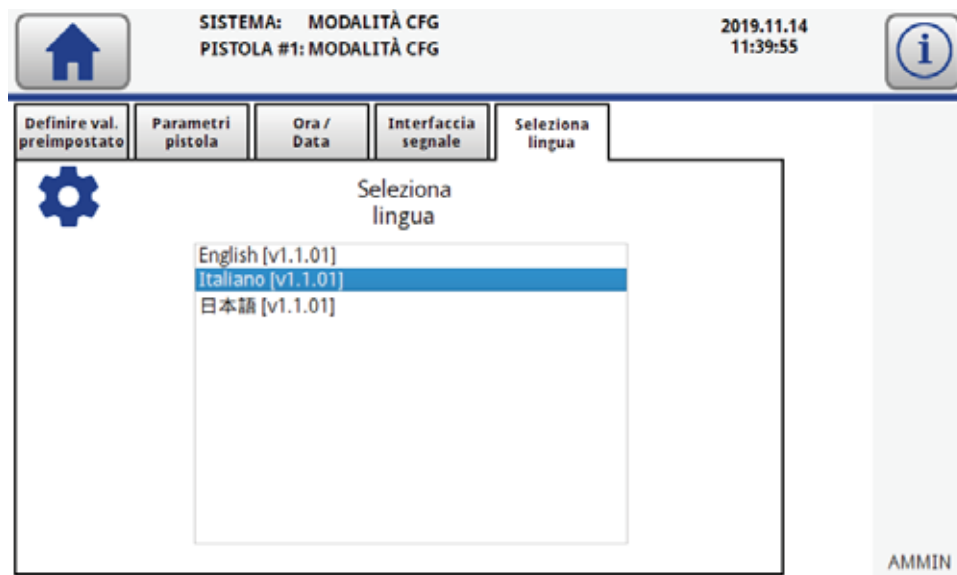 SISTEMA: MODALITÀ CFG
PISTOLA #1: MODALITÀ CFG
2019.11.14
11:39:55
i
Definire val.
preimpostato
Parametri
pistola
Ora /
Data
Interfaccia
segnale
Seleziona
lingua
Seleziona
lingua
English [v1.1.01]
Italiano [v1.1.01]
日本語 [v1.1.01]
AMMIN